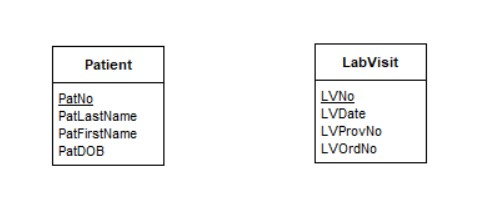 Patient
PatNo
PatLastName
PatFirstName
PatDOB
LabVisit
LVNo
LVDate
LVProvNo
LVOrdNo